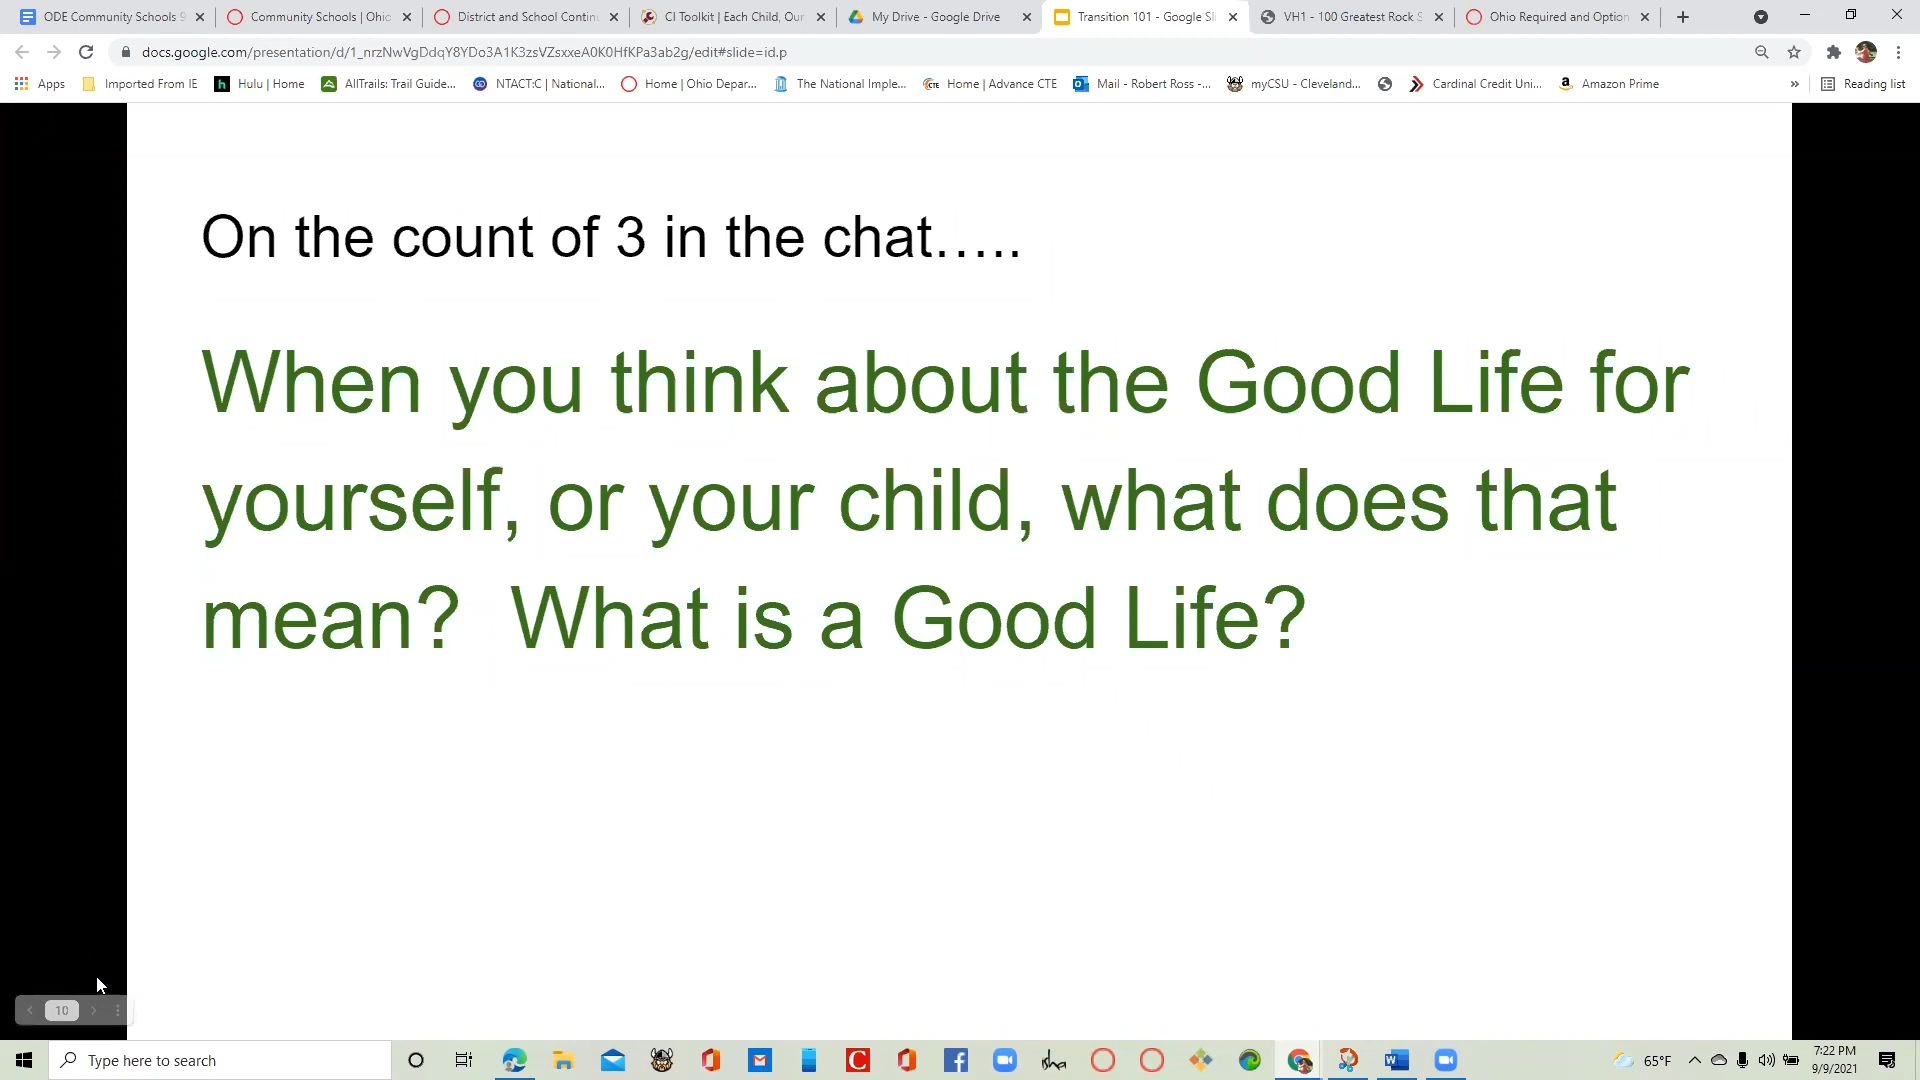 ODE Community Schools 9
Community Schools | Ohio
District and School Continu
CI Toolkit | Each Child, Our
My Drive - Google Drive
Transition 101 - Google Sli
VH1 - 100 Greatest Rock S
Ohio Required and Option
docs.google.com/presentation/d/1_nrzNwVgDdqY8YDo3A1K3zsVZsxxeA0K0HfKPa3ab2g/edit#slide=id.p
Apps
Imported From IE
Hulu | Home
AllTrails: Trail Guide...
NTACT:C | National...
Home | Ohio Depar...
The National Imple...
Home | Advance CTE
Mail - Robert Ross -...
myCSU - Cleveland...
Cardinal Credit Uni...
Amazon Prime
Reading list
On the count of 3 in the chat…..
When you think about the Good Life for
yourself, or your child, what does that
mean? What is a Good Life?
10
Type here to search
65°F
7:22 PM
9/9/2021